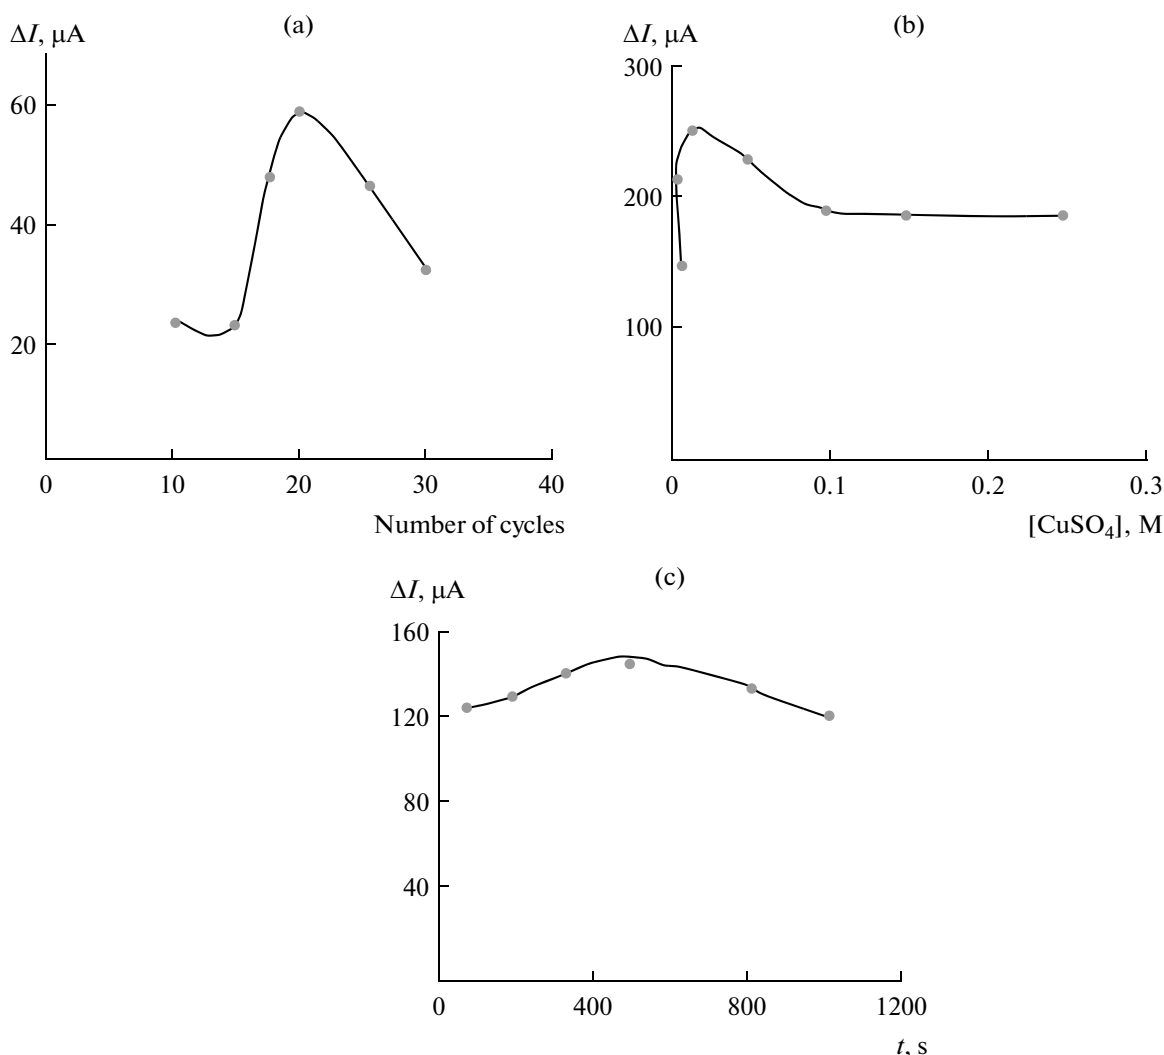 (a)
ΔI, μA
60
40
20
0 10 20 30 40
Number of cycles
(b)
ΔI, μA
300
200
100
0 0.1 0.2 0.3
[CuSO₄], M
(c)
ΔI, μA
160
120
80
40
0 400 800 1200
t, s